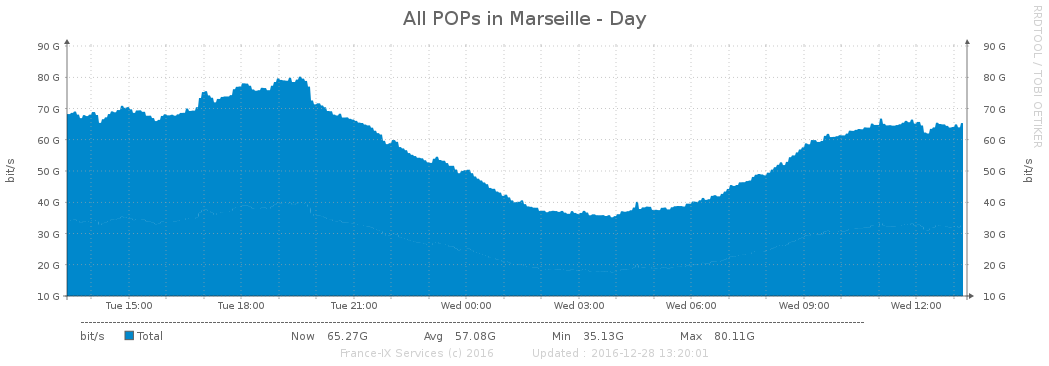 All POPs in Marseille - Day
RRDTOOL / TOBI OETIKER
90 G 90 G
80 G 80 G
70 G 70 G
60 G 60 G
50 G 50 G
40 G 40 G
30 G 30 G
20 G 20 G
10 G 10 G
bit/s bit/s
Tue 15:00 Tue 18:00 Tue 21:00 Wed 00:00 Wed 03:00 Wed 06:00 Wed 09:00 Wed 12:00
bit/s Total Now 65.27G Avg 57.08G Min 35.13G Max 80.11G
France-IX Services (c) 2016 Updated : 2016-12-28 13:20:01